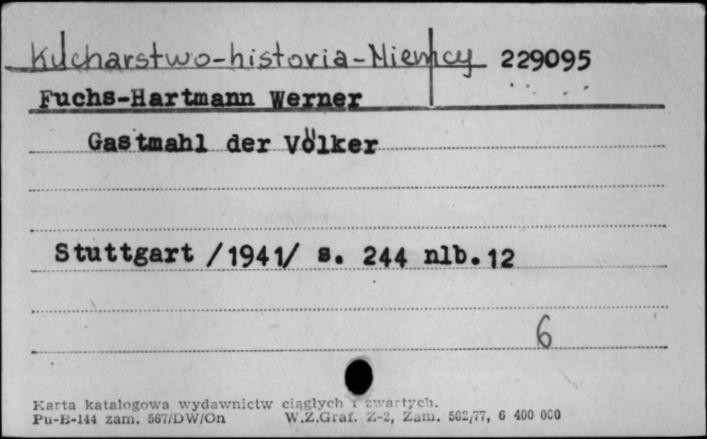 Kucharstwo-historia-Niemcy 229095
Fuchs-Hartmann Werner
Gastmahl der Völker
Stuttgart /1941/ s. 244 nlb.12
6
Karta katalogowa wydawnictw ciągłych i zwartych.
Pu-B-144 zam. 567/DW/On W.Z.Graf. Z-2, Zam. 502/77, 6 400 000